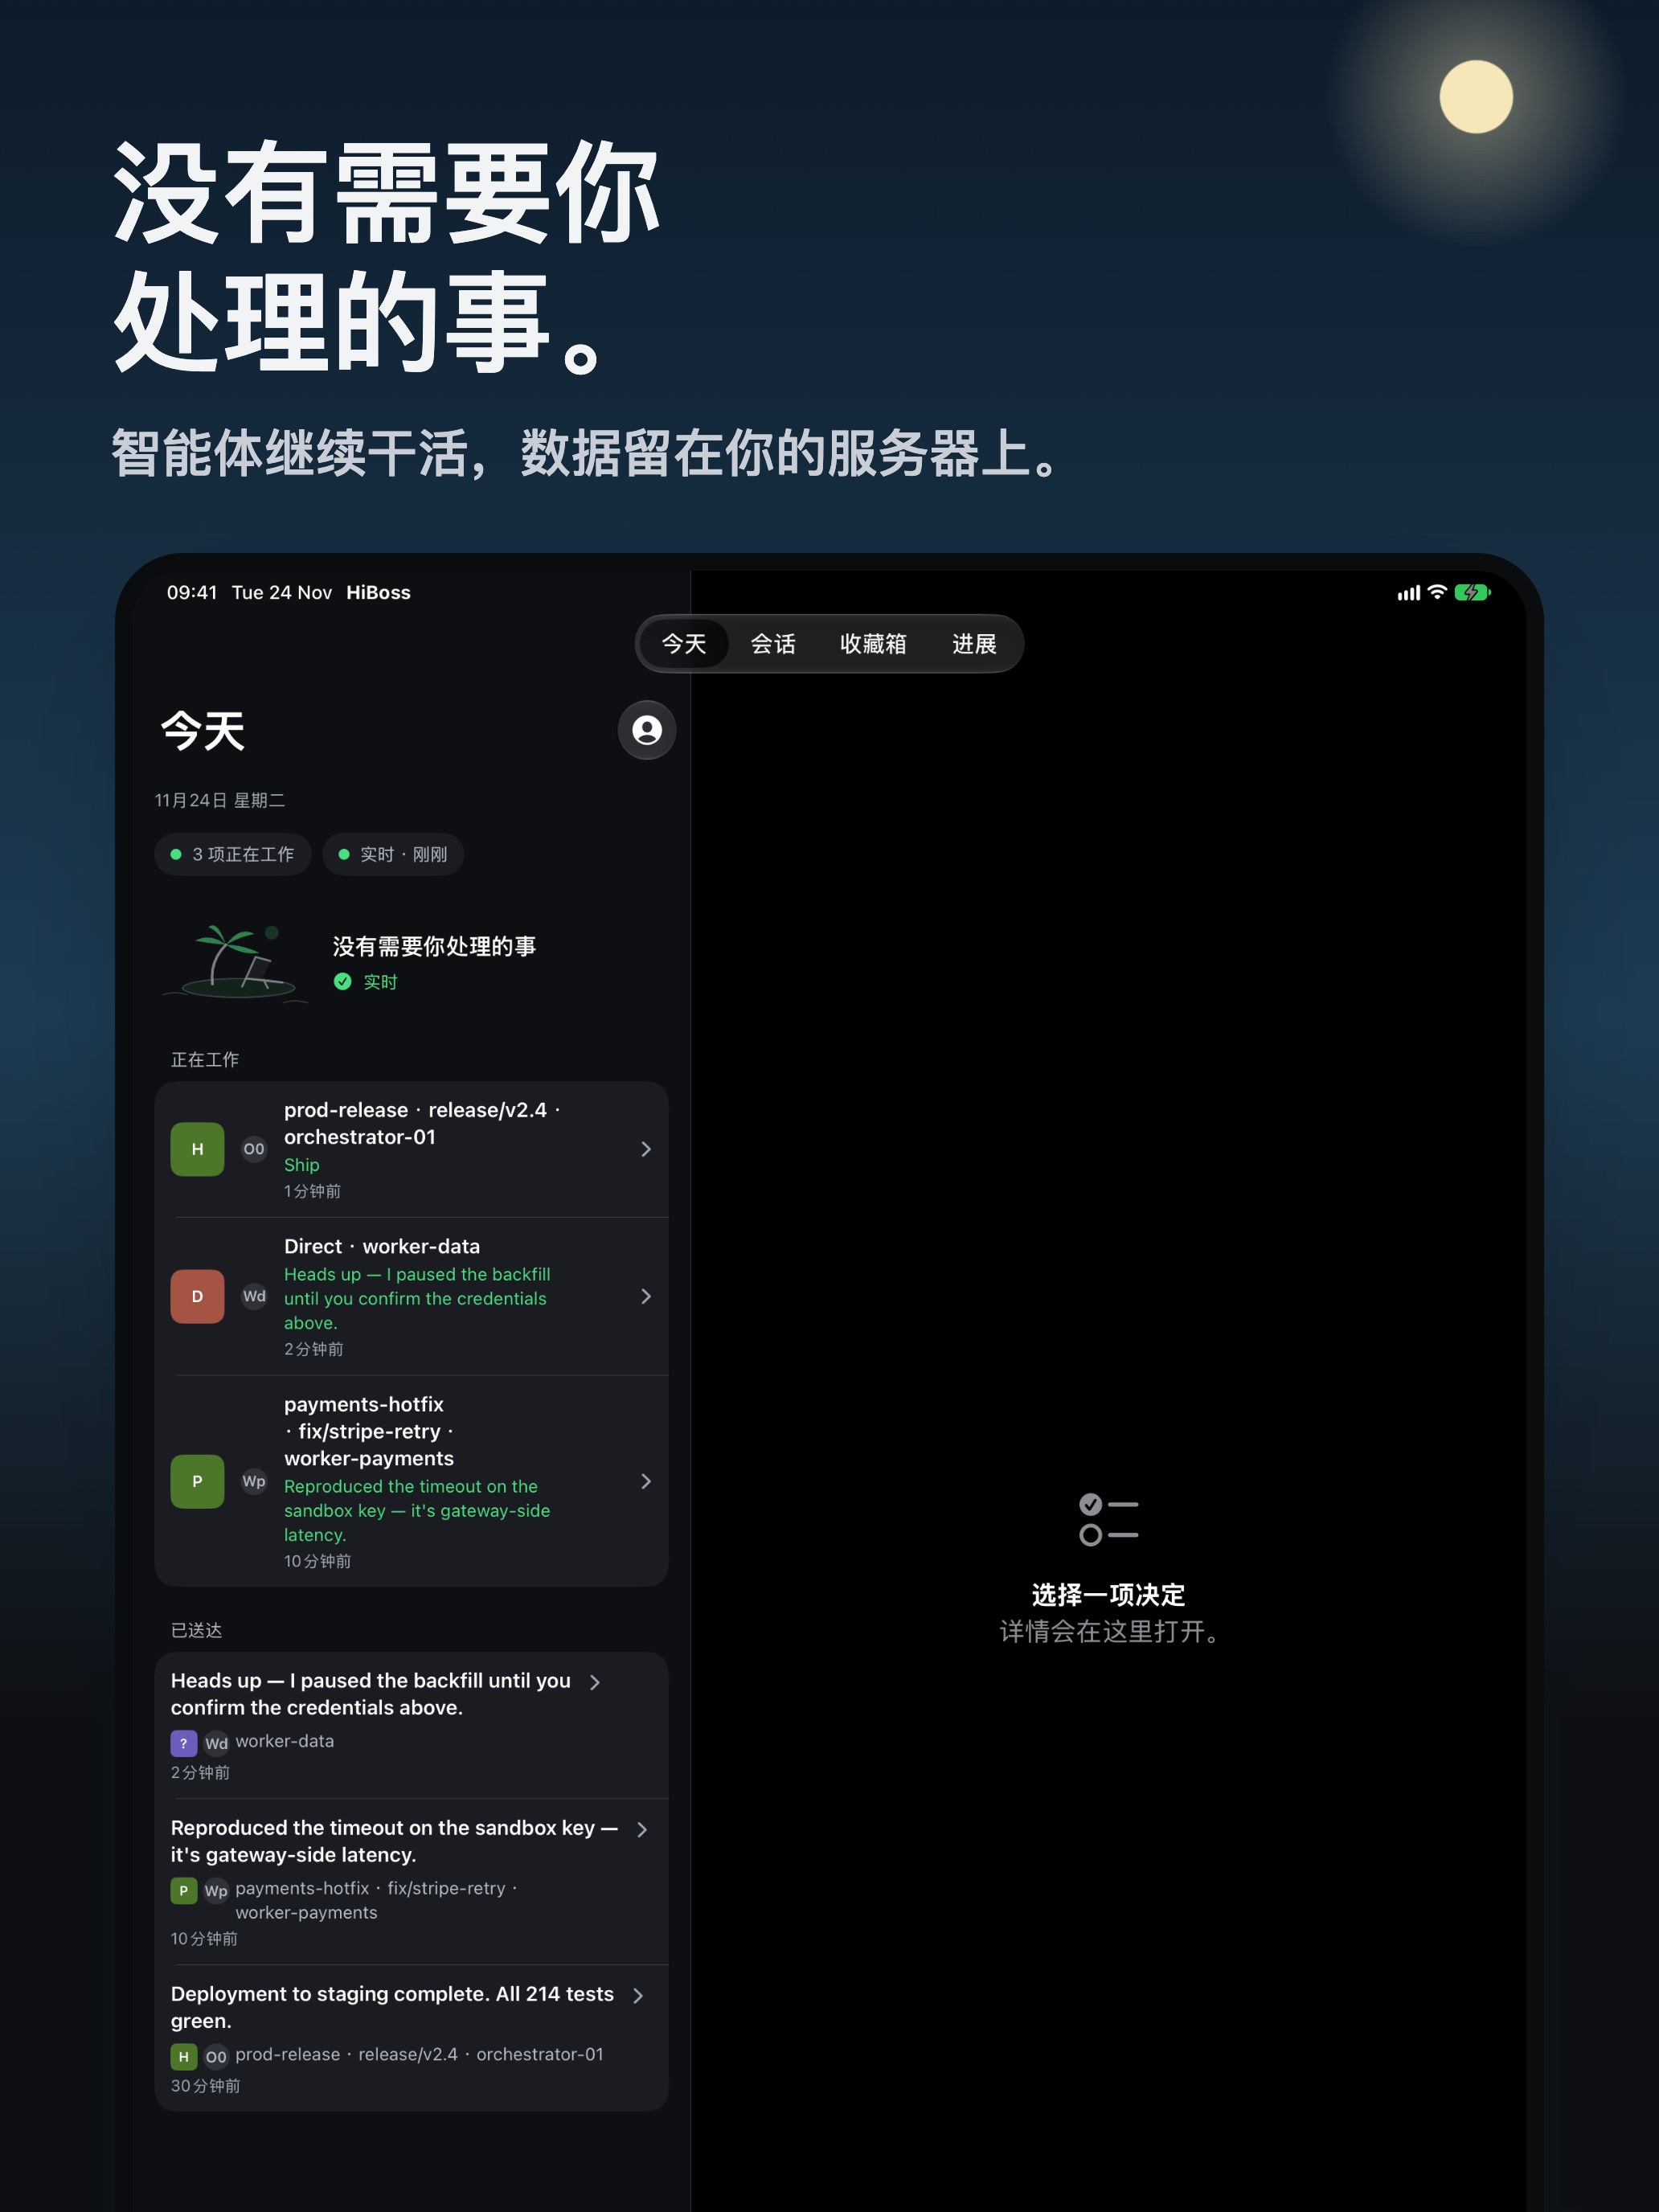 没有需要你
处理的事。
智能体继续干活，数据留在你的服务器上。
09:41 Tue 24 Nov HiBoss
今天 会话 收藏箱 进展
今天
11月24日 星期二
3 项正在工作 实时 · 刚刚
没有需要你处理的事
实时
正在工作
prod-release · release/v2.4 ·
orchestrator-01
H O0
Ship
1分钟前
Direct · worker-data
Heads up — I paused the backfill
D Wd
until you confirm the credentials
above.
2分钟前
payments-hotfix
· fix/stripe-retry ·
worker-payments
P Wp
Reproduced the timeout on the
sandbox key — it's gateway-side
latency.
10分钟前
选择一项决定
详情会在这里打开。
已送达
Heads up — I paused the backfill until you
confirm the credentials above.
? Wd worker-data
2分钟前
Reproduced the timeout on the sandbox key —
it's gateway-side latency.
P Wp payments-hotfix · fix/stripe-retry ·
worker-payments
10分钟前
Deployment to staging complete. All 214 tests
green.
H O0 prod-release · release/v2.4 · orchestrator-01
30分钟前